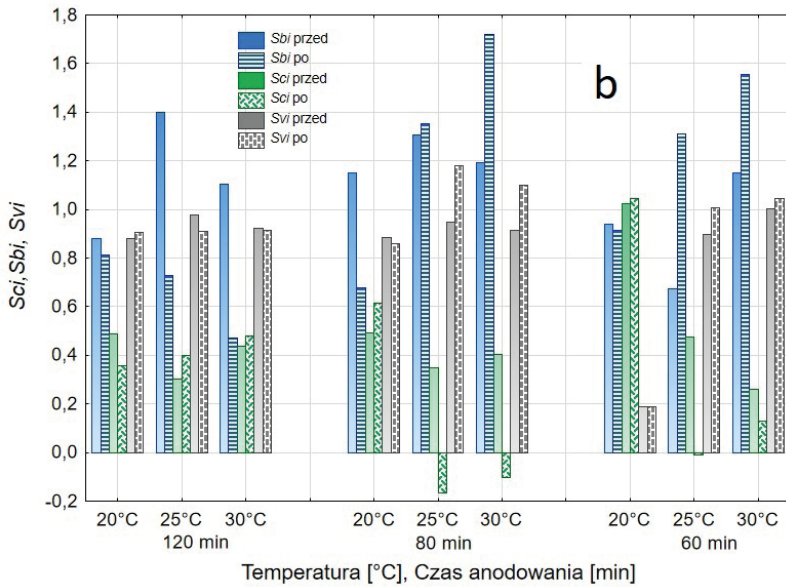 1,8
1,6
1,4
1,2
1,0
0,8
0,6
0,4
0,2
0,0
-0,2
Sci,Sbi, Svi
Sbi przed
Sbi po
Sci przed
Sci po
Svi przed
Svi po
b
20°C 25°C 30°C 20°C 25°C 30°C 20°C 25°C 30°C
120 min 80 min 60 min
Temperatura [°C], Czas anodowania [min]